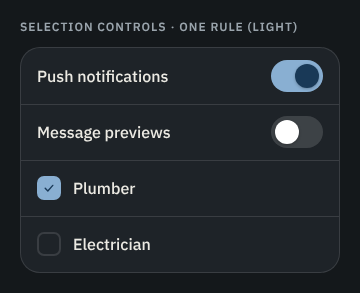 SELECTION CONTROLS · ONE RULE (LIGHT)
Push notifications
Message previews
Plumber
Electrician